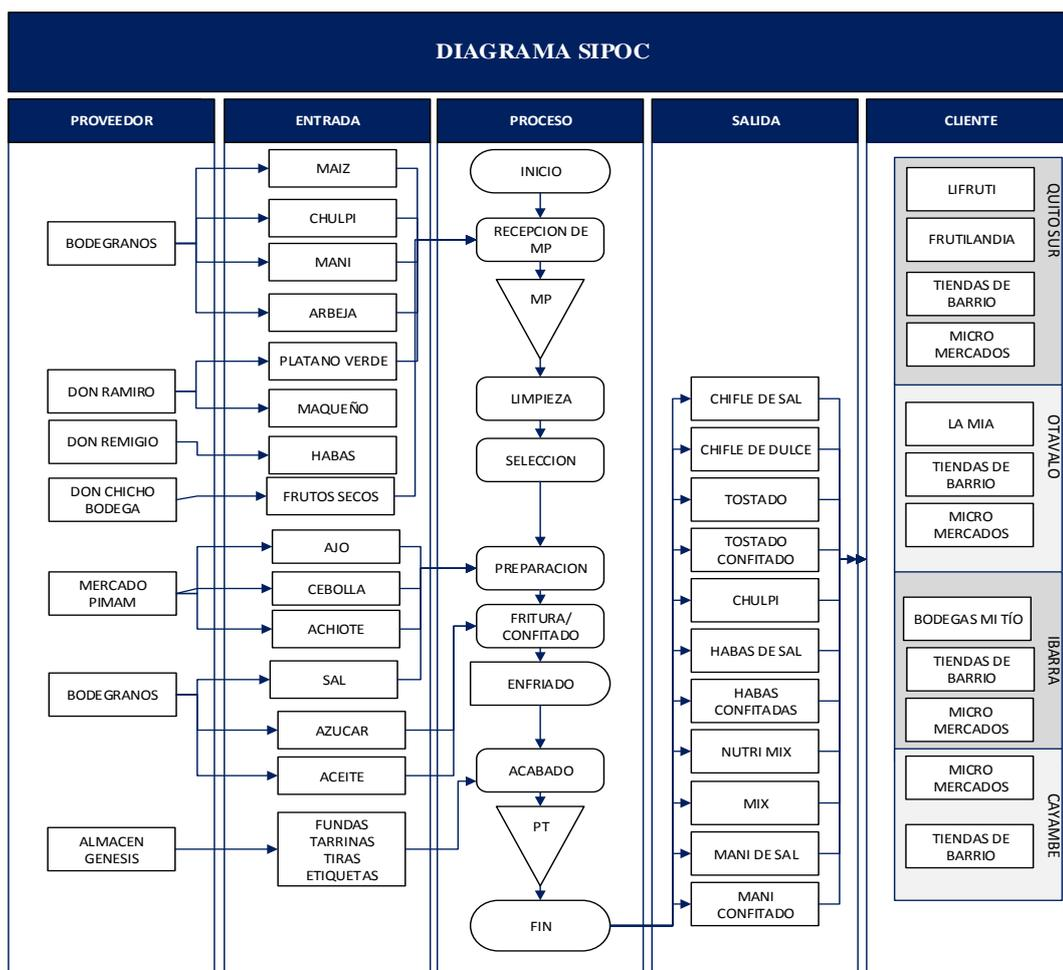 DIAGRAMA SIPOC
PROVEEDOR
ENTRADA
PROCESO
SALIDA
CLIENTE
BODEGRANOS
DON RAMIRO
DON REMIGIO
DON CHICHO
BODEGA
MERCADO
PIMAM
BODEGRANOS
ALMACEN
GENESIS
MAIZ
CHULPI
MANI
ARBEJA
PLATANO VERDE
MAQUEÑO
HABAS
FRUTOS SECOS
AJO
CEBOLLA
ACHIOTE
SAL
AZUCAR
ACEITE
FUNDAS
TARRINAS
TIRAS
ETIQUETAS
INICIO
RECEPCION DE
MP
MP
LIMPIEZA
SELECCION
PREPARACION
FRITURA/
CONFITADO
ENFRIADO
ACABADO
PT
FIN
CHIFLE DE SAL
CHIFLE DE DULCE
TOSTADO
TOSTADO
CONFITADO
CHULPI
HABAS DE SAL
HABAS
CONFITADAS
NUTRI MIX
MIX
MANI DE SAL
MANI
CONFITADO
QUITO SUR
LIFRUTI
FRUTILANDIA
TIENDAS DE
BARRIO
MICRO
MERCADOS
OTAVALO
LA MIA
TIENDAS DE
BARRIO
MICRO
MERCADOS
IBARRA
BODEGAS MI TÍO
TIENDAS DE
BARRIO
MICRO
MERCADOS
CAYAMBE
MICRO
MERCADOS
TIENDAS DE
BARRIO